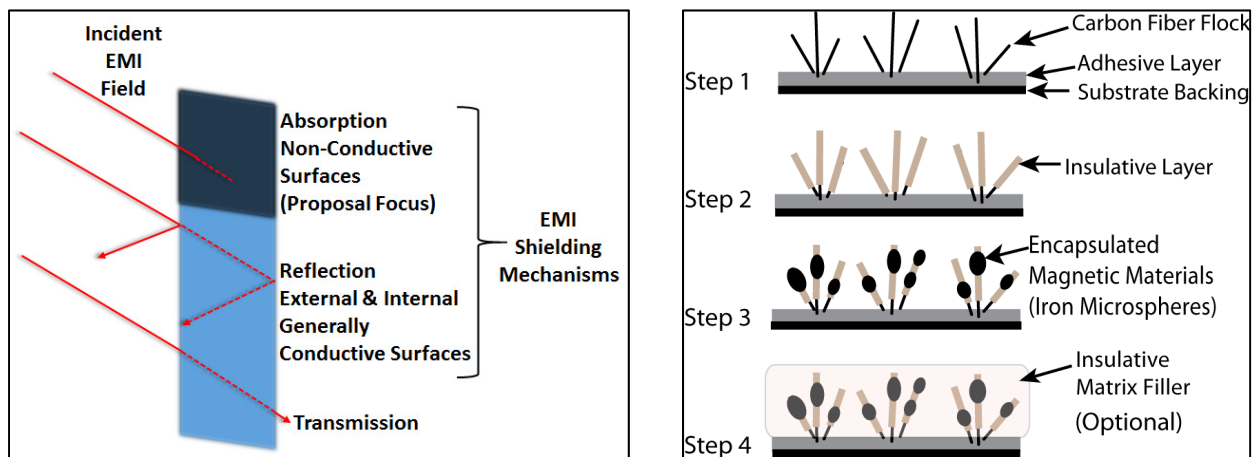 Incident
EMI
Field
Absorption
Non-Conductive
Surfaces
(Proposal Focus)
EMI
Shielding
Mechanisms
Reflection
External & Internal
Generally
Conductive Surfaces
Transmission
Step 1
Carbon Fiber Flock
Adhesive Layer
Substrate Backing
Step 2
Insulative Layer
Step 3
Encapsulated
Magnetic Materials
(Iron Microspheres)
Step 4
Insulative
Matrix Filler
(Optional)